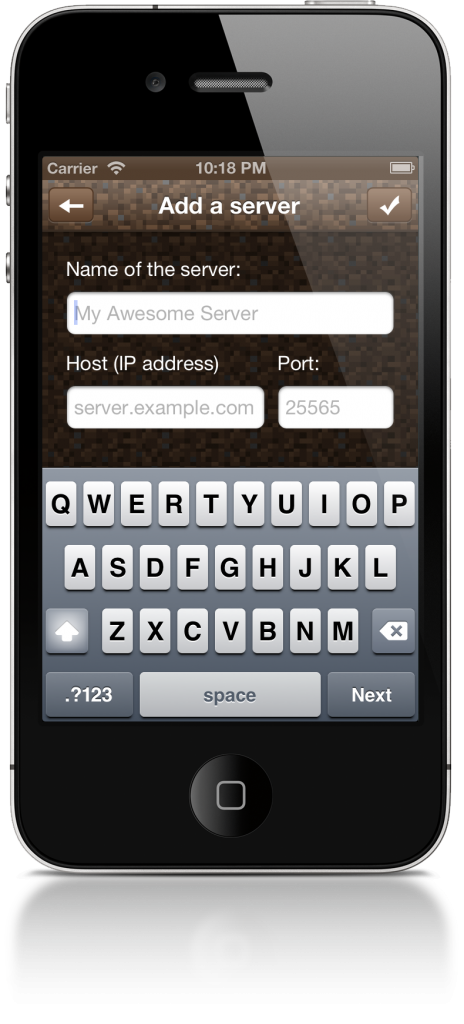 Carrier 10:18 PM
Add a server
Name of the server:
My Awesome Server
Host (IP address) Port:
server.example.com 25565
Q W E R T Y U I O P
A S D F G H J K L
Z X C V B N M
.?123 space Next